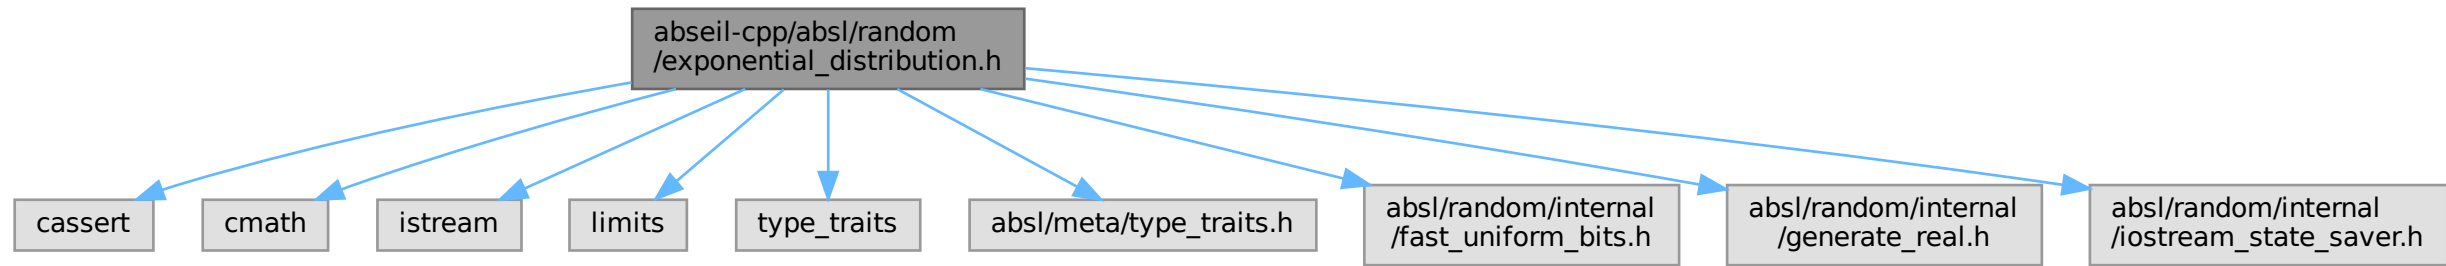 abseil-cpp/absl/random
/exponential_distribution.h
cassert
cmath
istream
limits
type_traits
absl/meta/type_traits.h
absl/random/internal
/fast_uniform_bits.h
absl/random/internal
/generate_real.h
absl/random/internal
/iostream_state_saver.h